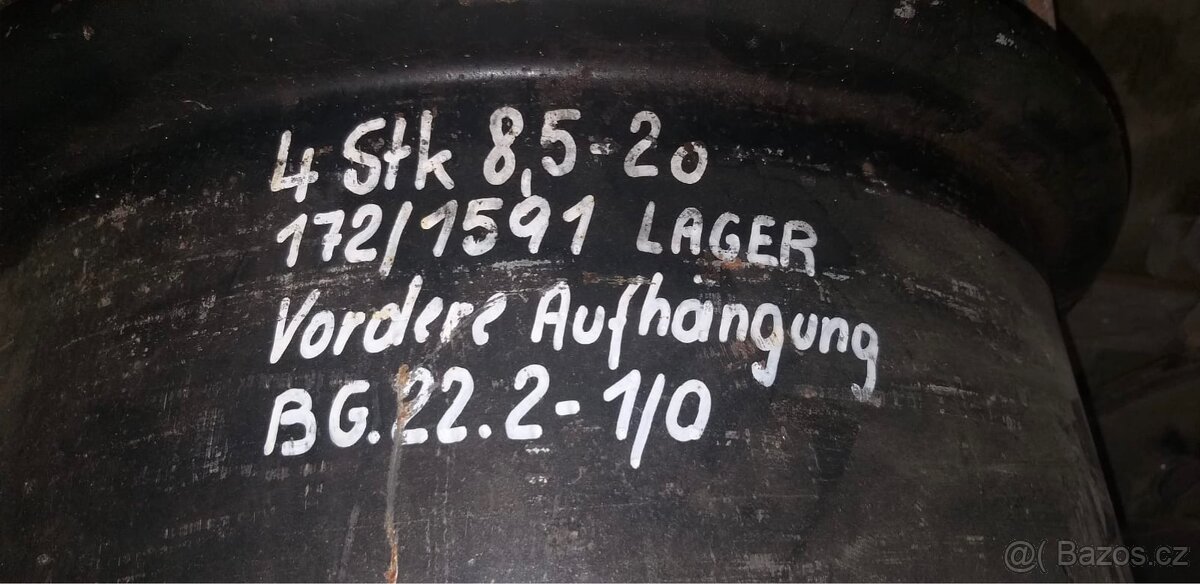 4 Stk 8,5-20
172/1591 LAGER
Vordere Aufhängung
BG.22.2-1/0
@( Bazos.cz